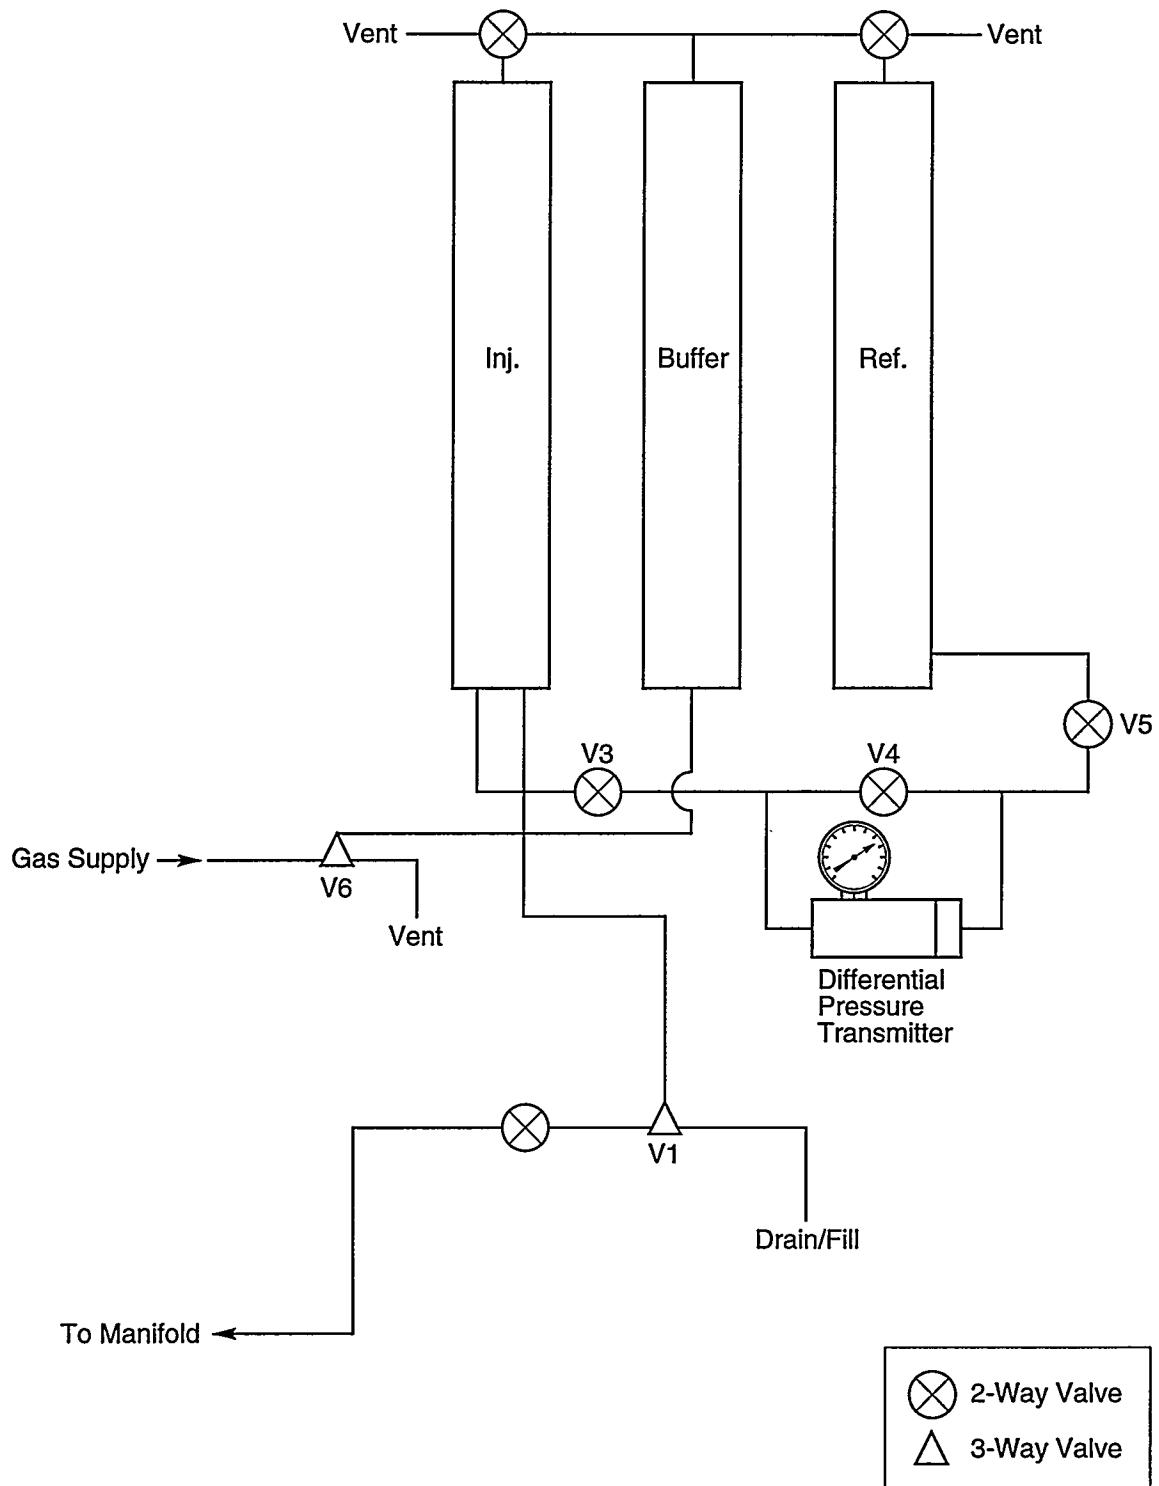 Vent
Vent
Inj.
Buffer
Ref.
V5
V3
V4
Gas Supply
V6
Vent
Differential
Pressure
Transmitter
V1
Drain/Fill
To Manifold
2-Way Valve
3-Way Valve